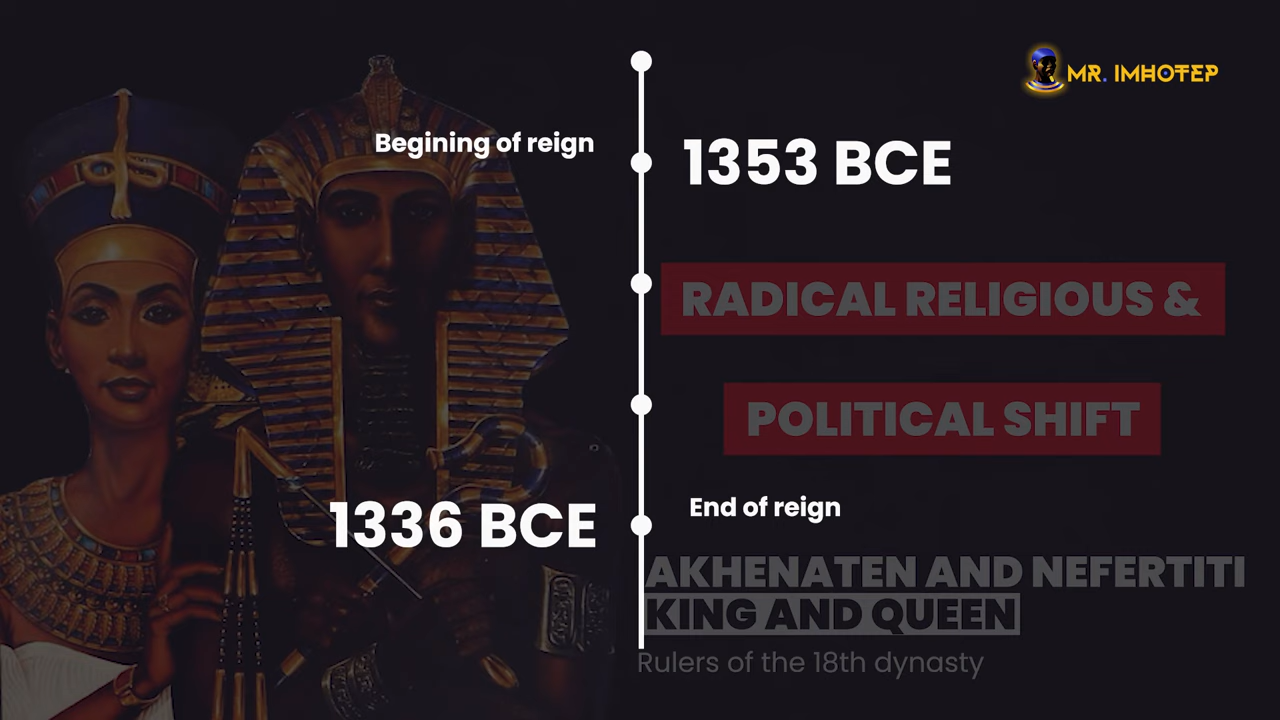 MR. IMHOTEP
Begining of reign
1353 BCE
RADICAL RELIGIOUS &
POLITICAL SHIFT
1336 BCE
End of reign
AKHENATEN AND NEFERTITI
KING AND QUEEN
Rulers of the 18th dynasty